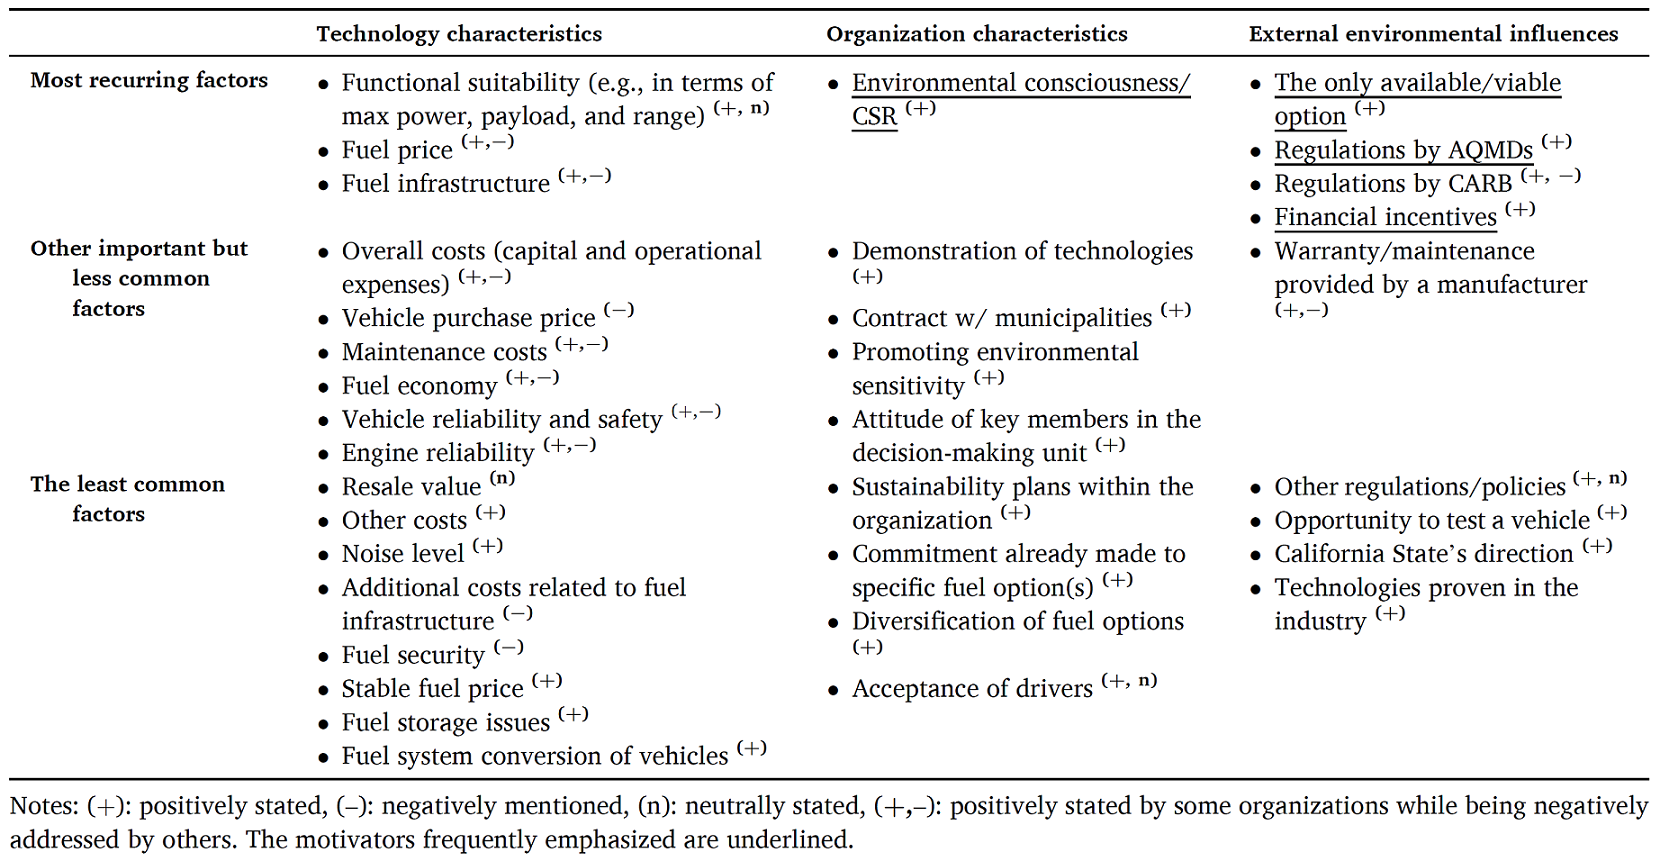 Technology characteristics
Organization characteristics
External environmental influences
Most recurring factors
• Functional suitability (e.g., in terms of
max power, payload, and range) (+, n)
• Fuel price (+,−)
• Fuel infrastructure (+,−)
• Environmental consciousness/
CSR (+)
• The only available/viable
option (+)
• Regulations by AQMDs (+)
• Regulations by CARB (+, −)
• Financial incentives (+)
Other important but
less common
factors
• Overall costs (capital and operational
expenses) (+,−)
• Vehicle purchase price (−)
• Maintenance costs (+,−)
• Fuel economy (+,−)
• Vehicle reliability and safety (+,−)
• Engine reliability (+,−)
• Demonstration of technologies
(+)
• Contract w/ municipalities (+)
• Promoting environmental
sensitivity (+)
• Attitude of key members in the
decision-making unit (+)
• Warranty/maintenance
provided by a manufacturer
(+,−)
The least common
factors
• Resale value (n)
• Other costs (+)
• Noise level (+)
• Additional costs related to fuel
infrastructure (−)
• Fuel security (−)
• Stable fuel price (+)
• Fuel storage issues (+)
• Fuel system conversion of vehicles (+)
• Sustainability plans within the
organization (+)
• Commitment already made to
specific fuel option(s) (+)
• Diversification of fuel options
(+)
• Acceptance of drivers (+, n)
• Other regulations/policies (+, n)
• Opportunity to test a vehicle (+)
• California State’s direction (+)
• Technologies proven in the
industry (+)
Notes: (+): positively stated, (–): negatively mentioned, (n): neutrally stated, (+,–): positively stated by some organizations while being negatively
addressed by others. The motivators frequently emphasized are underlined.